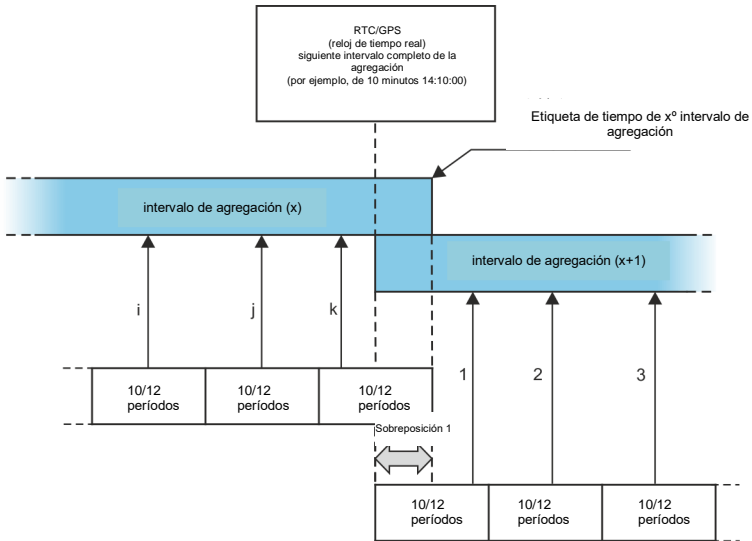 RTC/GPS
(reloj de tiempo real)
siguiente intervalo completo de la
agregación
(por ejemplo, de 10 minutos 14:10:00)
Etiqueta de tiempo de xº intervalo de
agregación
intervalo de agregación (x)
intervalo de agregación (x+1)
i
j
k
1
2
3
10/12
períodos
10/12
períodos
10/12
períodos
Sobreposición 1
10/12
períodos
10/12
períodos
10/12
períodos